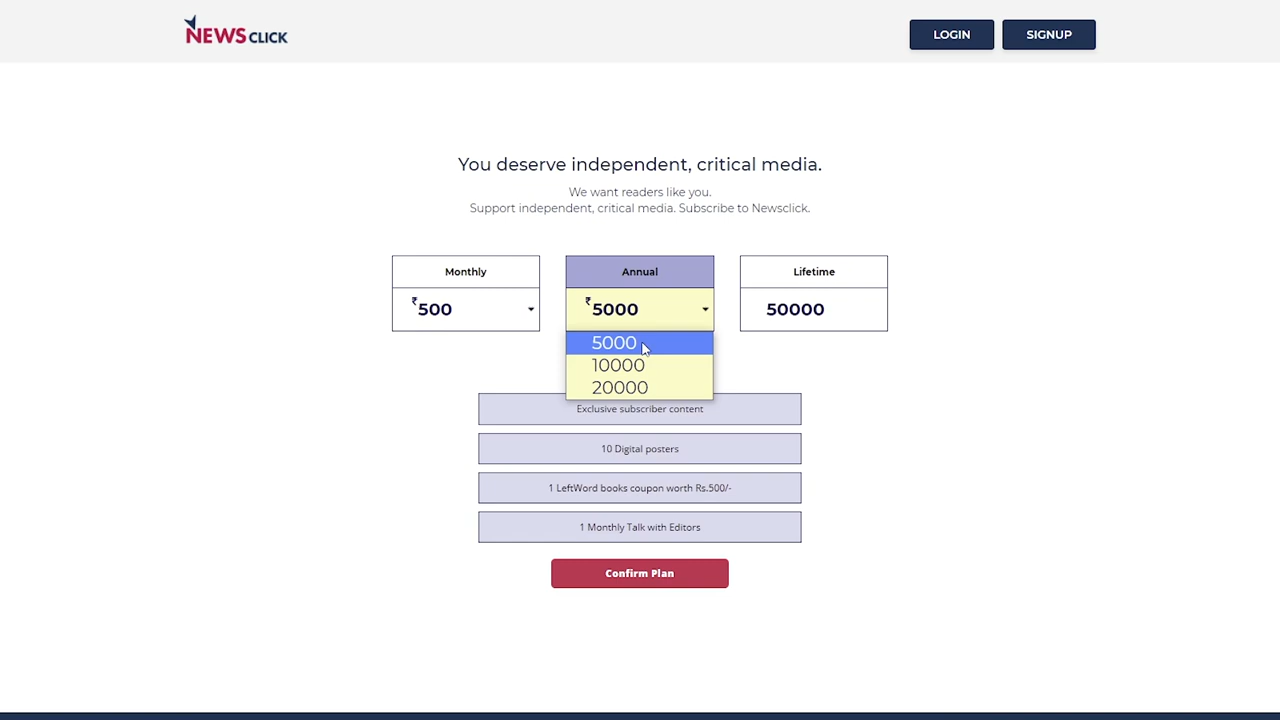 NEWS CLICK
LOGIN
SIGNUP
You deserve independent, critical media.
We want readers like you.
Support independent, critical media. Subscribe to Newsclick.
Monthly
Annual
Lifetime
₹500
₹5000
50000
5000
10000
20000
Exclusive subscriber content
10 Digital posters
1 LeftWord books coupon worth Rs.500/-
1 Monthly Talk with Editors
Confirm Plan